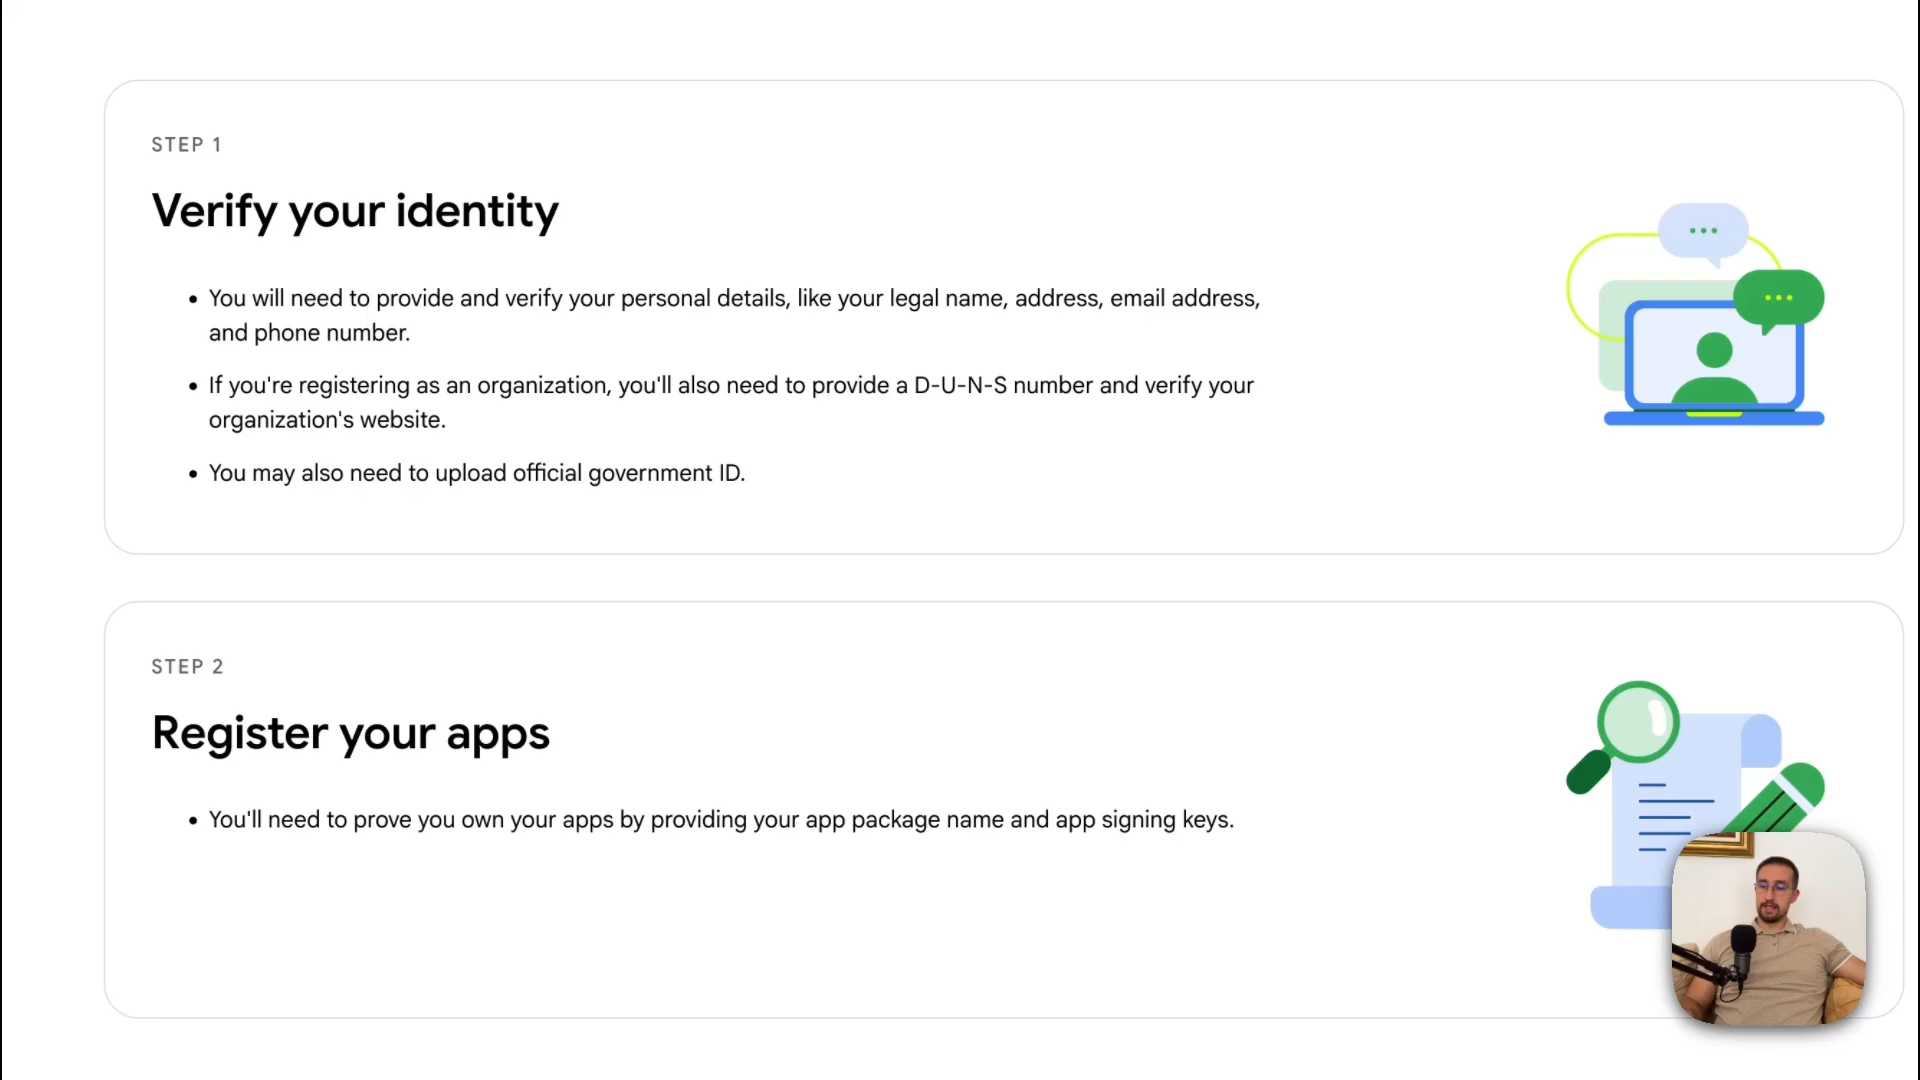 STEP 1
Verify your identity
• You will need to provide and verify your personal details, like your legal name, address, email address,
and phone number.
• If you're registering as an organization, you'll also need to provide a D-U-N-S number and verify your
organization's website.
• You may also need to upload official government ID.
STEP 2
Register your apps
• You'll need to prove you own your apps by providing your app package name and app signing keys.